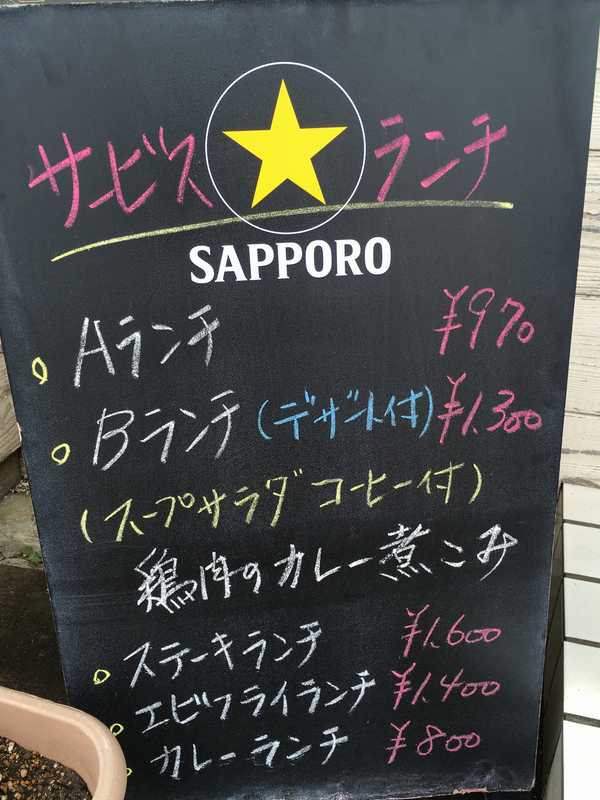 サービス ランチ
SAPPORO
Aランチ ¥970
Bランチ(デザート付)¥1,300
(スープサラダ コーヒー付)
鶏肉のカレー煮こみ
ステーキランチ ¥1,600
エビフライランチ ¥1,400
カレーランチ ¥800